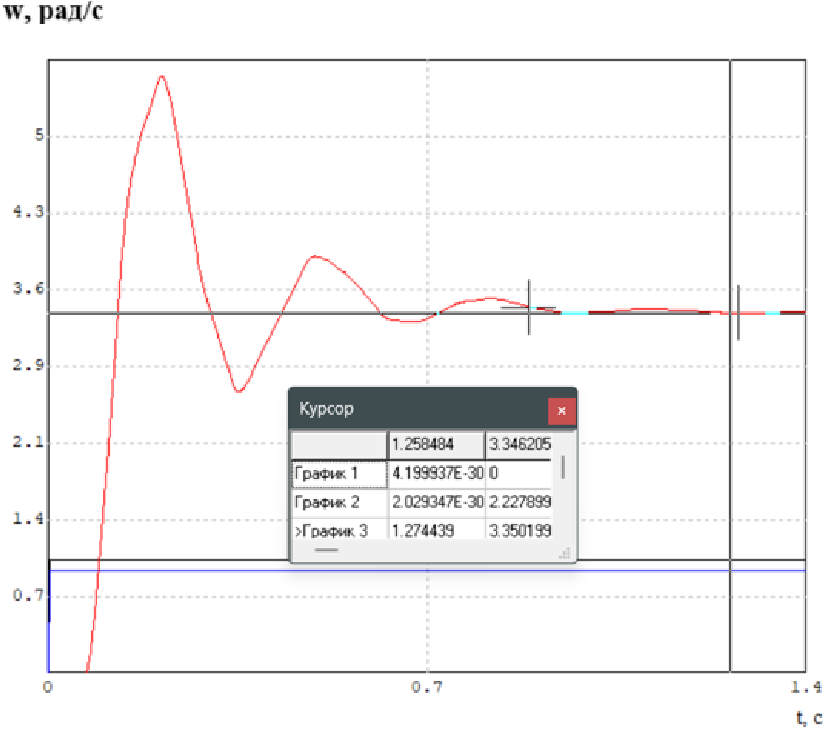 w, рад/с
5
4.3
3.6
2.9
2.1
1.4
0.7
Курсор
x
1.258484 3.346205
График 1 4.199937E-30 0
График 2 2.029347E-30 2.227899
>График 3 1.274439 3.350199
0 0.7 1.4
t, с